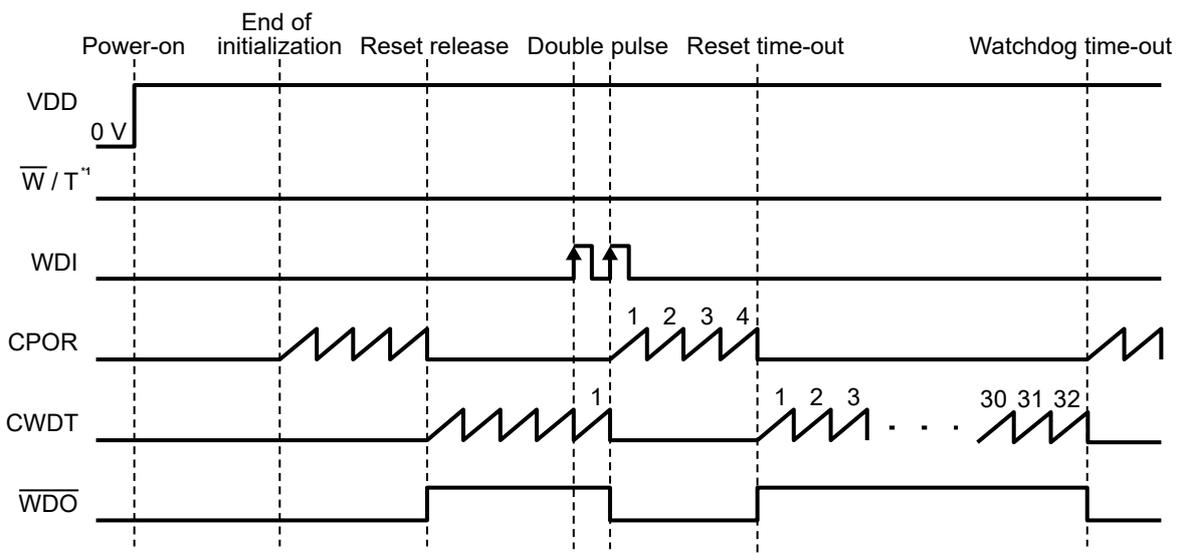 End of
Power-on initialization Reset release Double pulse Reset time-out Watchdog time-out
VDD
0 V
W / T *1
WDI
1 2 3 4
CPOR
1 1 2 3 30 31 32
CWDT . . .
WDO